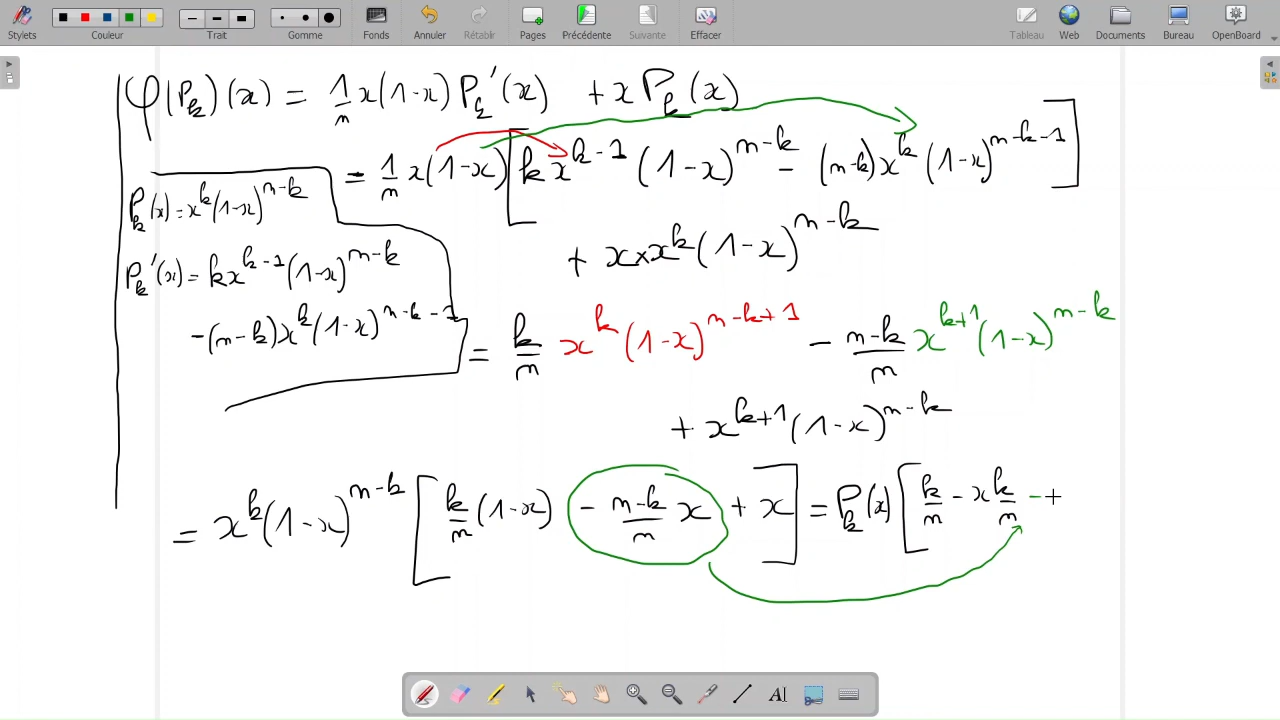 Stylets Couleur Trait Gomme Fonds Annuler Rétablir Pages Précédente Suivante Effacer Tableau Web Documents Bureau OpenBoard
φ(P_k)(x) = 1/n x(1-x) P_k'(x) + x P_k(x)
= 1/n x(1-x) [k x^{k-1} (1-x)^{n-k} - (n-k) x^k (1-x)^{n-k-1}]
+ x×x^k (1-x)^{n-k}
P_k(x) = x^k (1-x)^{n-k}
P_k'(x) = k x^{k-1} (1-x)^{n-k}
-(n-k) x^k (1-x)^{n-k-1}
= k/n x^k (1-x)^{n-k+1} - n-k/n x^{k+1} (1-x)^{n-k}
+ x^{k+1} (1-x)^{n-k}
= x^k (1-x)^{n-k} [k/n (1-x) - n-k/n x + x] = P_k(x) [k/n - x k/n - +
AI